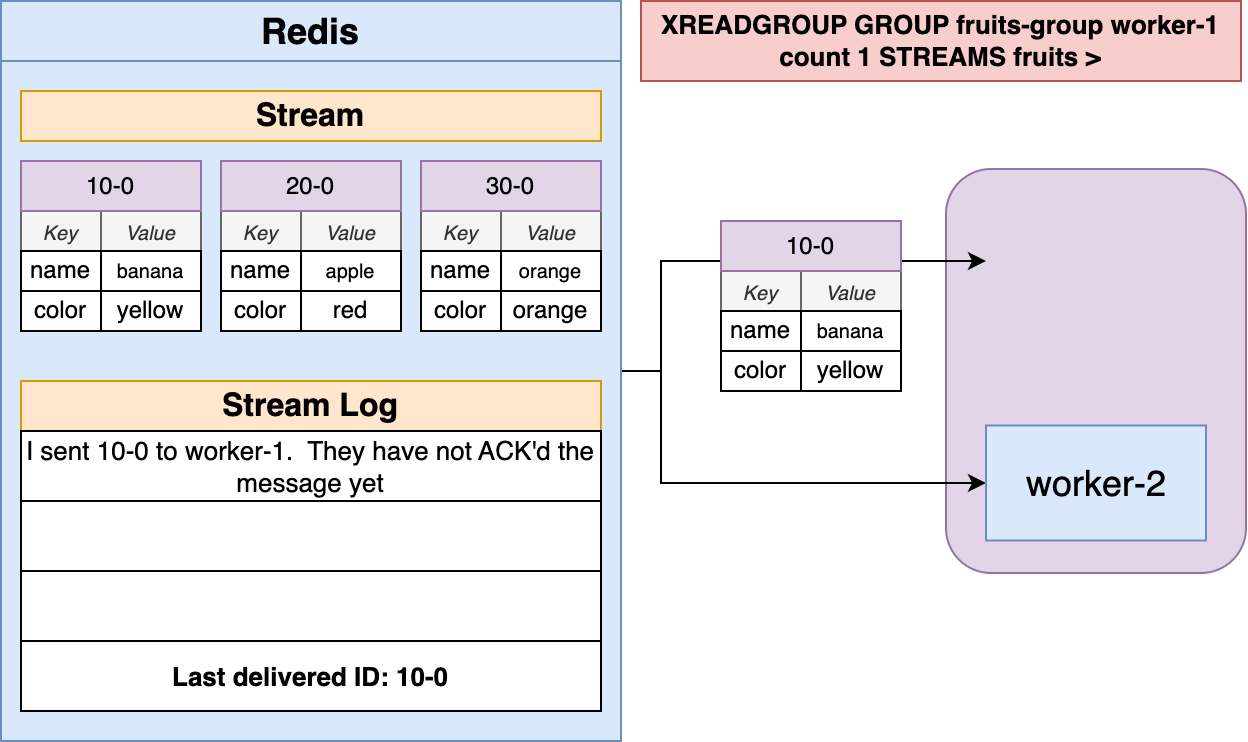 Redis
XREADGROUP GROUP fruits-group worker-1
count 1 STREAMS fruits >
Stream
10-0
Key Value
name banana
color yellow
20-0
Key Value
name apple
color red
30-0
Key Value
name orange
color orange
10-0
Key Value
name banana
color yellow
Stream Log
I sent 10-0 to worker-1.  They have not ACK'd the
message yet
Last delivered ID: 10-0
worker-2